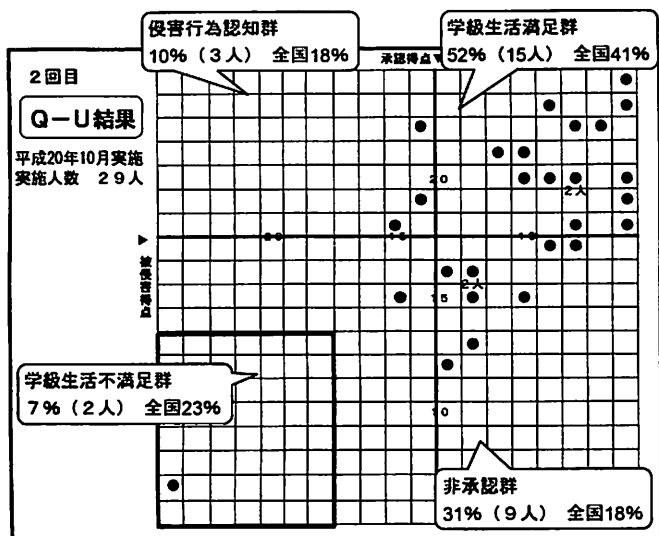 侵害行為認知群
10%（3人） 全国18%
学級生活満足群
52%（15人） 全国41%
承認得点▼
2回目
Q－U結果
平成20年10月実施
実施人数 29人
20
2人
20
15
10
▶被侵害得点
2人
15
学級生活不満足群
7%（2人） 全国23%
10
非承認群
31%（9人） 全国18%